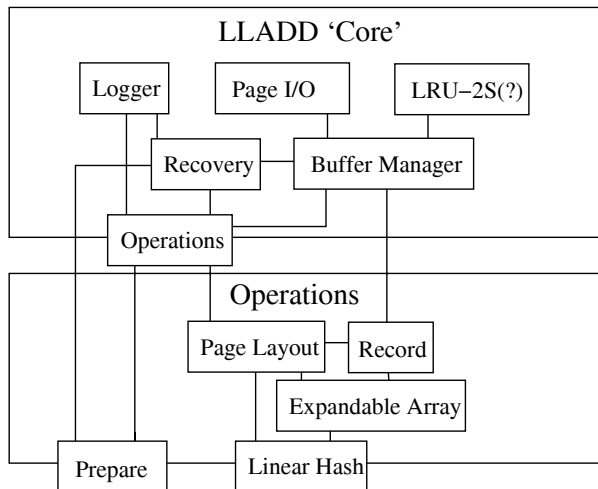 LLADD ‘Core’
Logger
Page I/O
LRU−2S(?)
Recovery
Buffer Manager
Operations
Operations
Page Layout
Record
Expandable Array
Prepare
Linear Hash